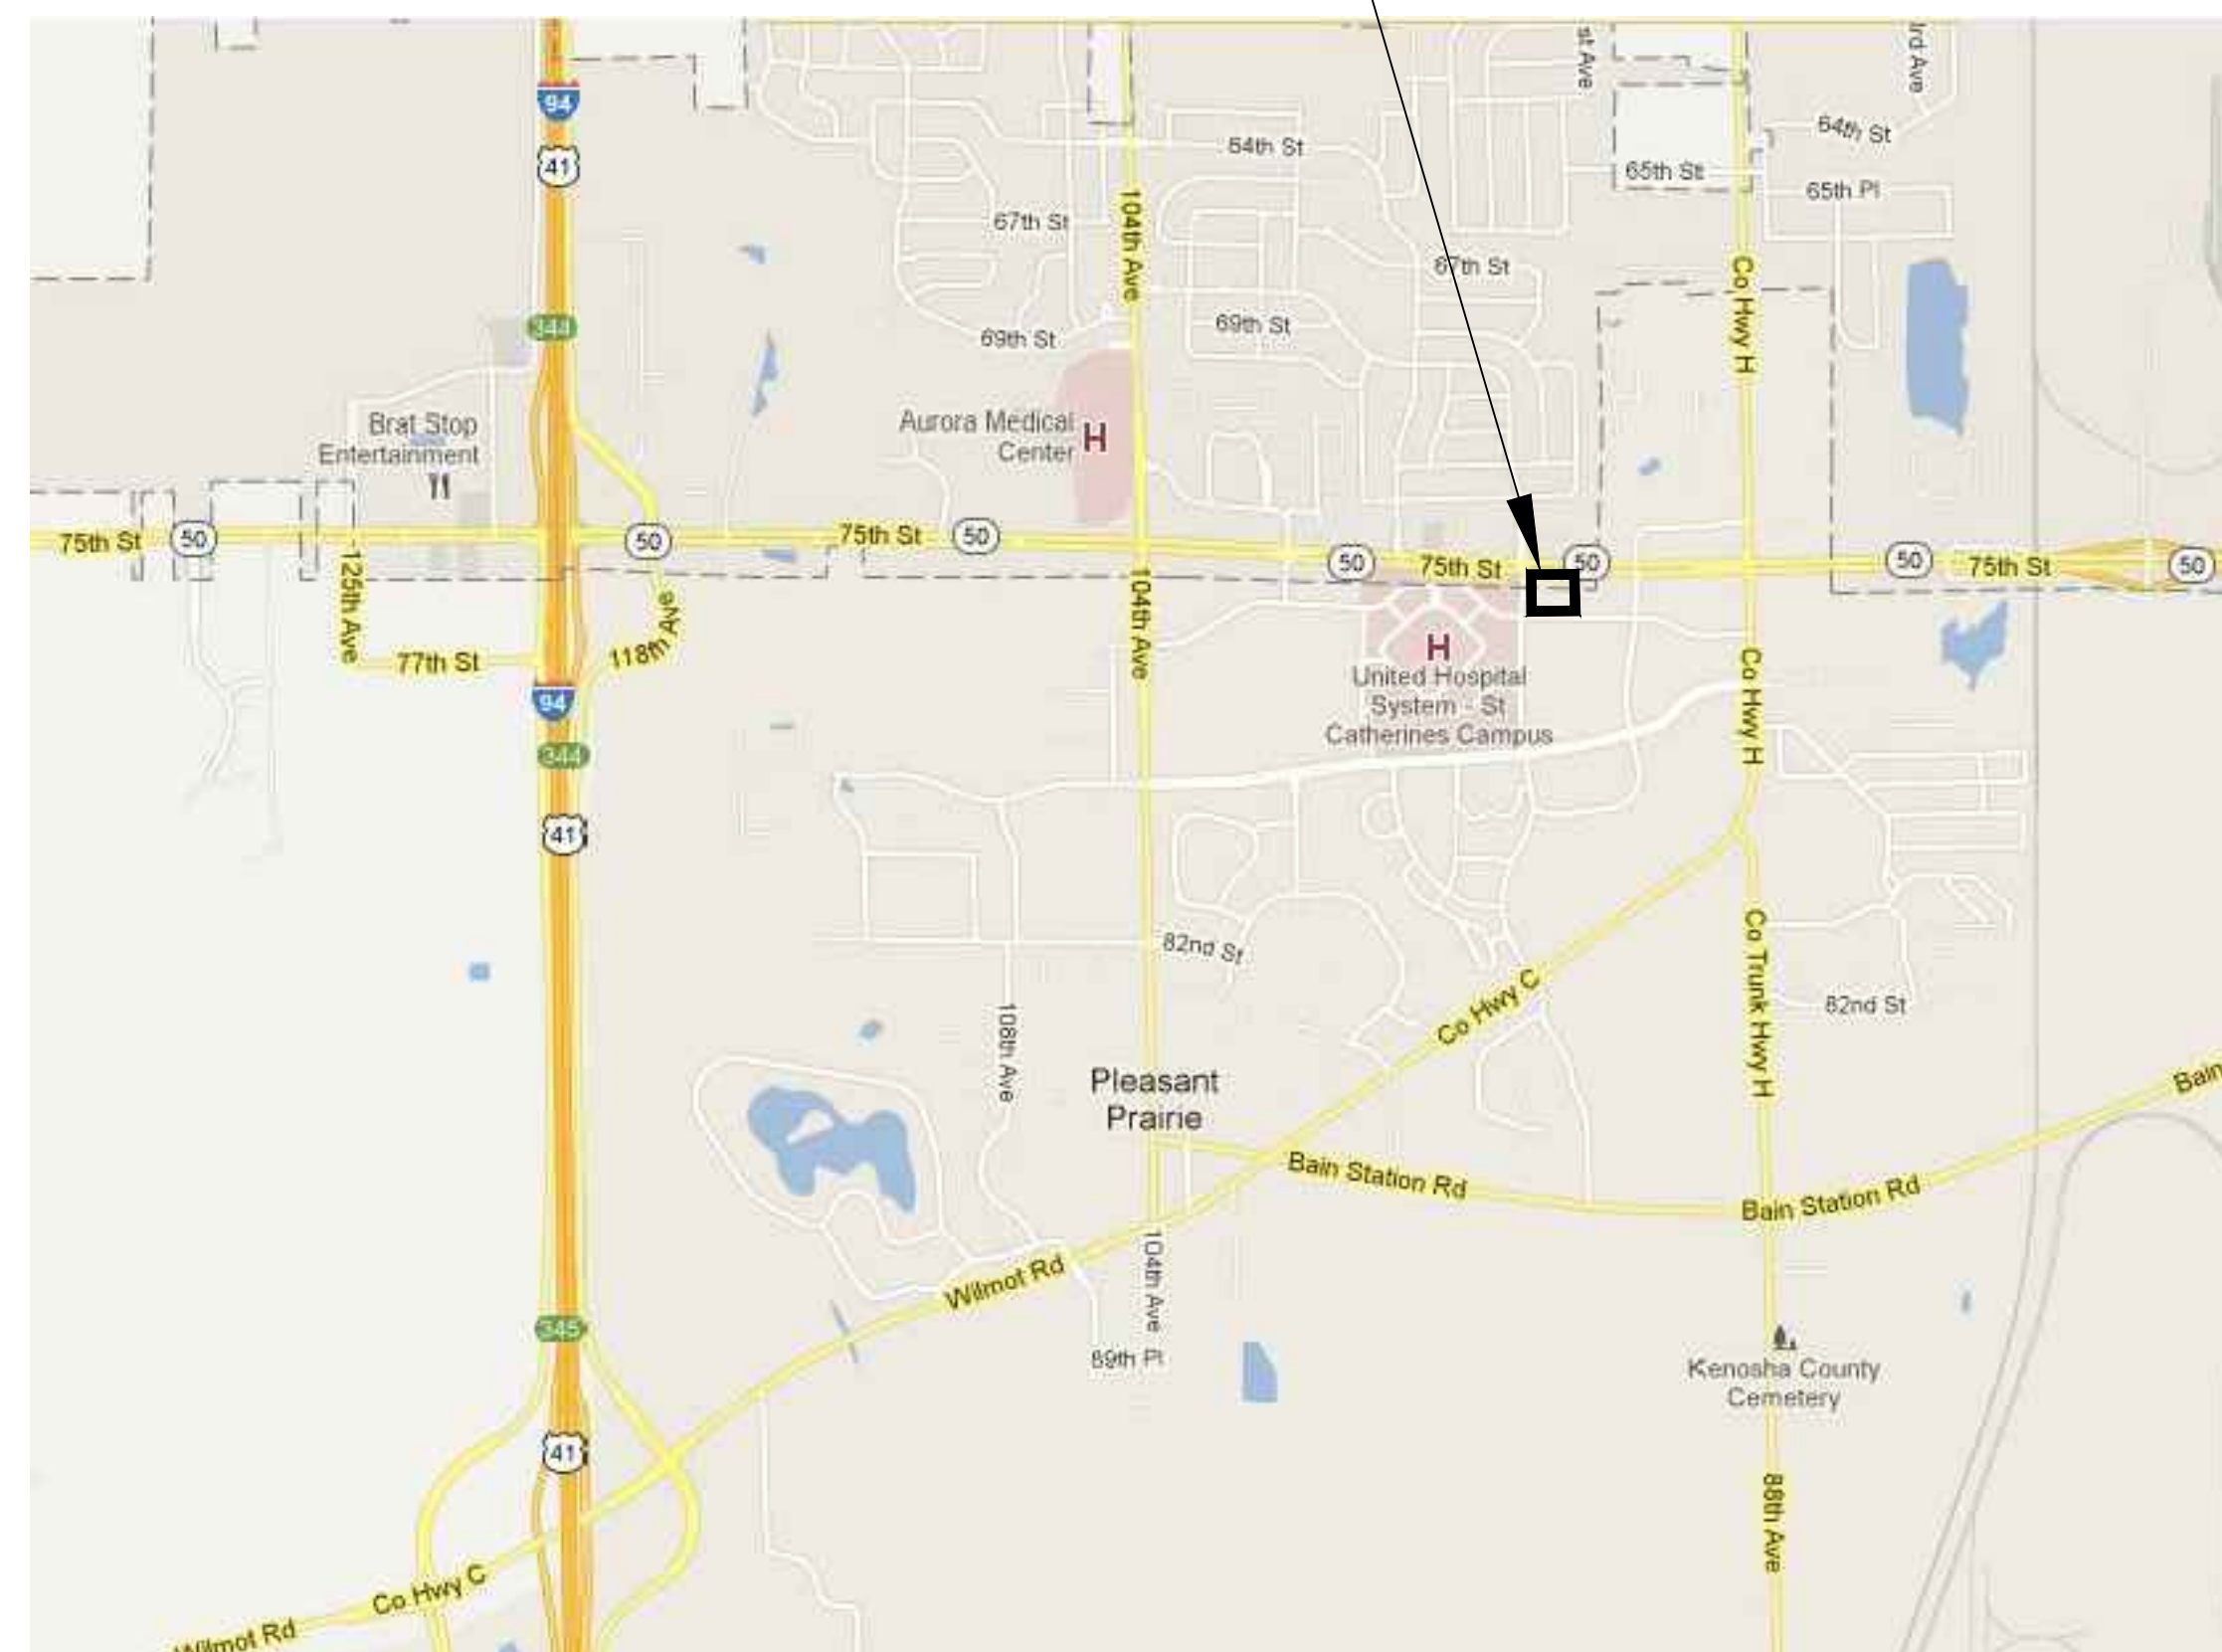 st Ave
rd Ave
94
41
64th St
64th St
65th St
65th Pl
67th St
104th Ave
67th St
Co Hwy H
344
69th St
69th St
Brat Stop
Entertainment
Aurora Medical
Center
H
75th St
50
50
75th St
50
50
75th St
50
50
75th St
50
125th Ave
77th St
118th Ave
104th Ave
H
United Hospital
System - St
Catherines Campus
Co Hwy H
94
344
41
82nd St
Co Hwy C
Co Trunk Hwy H
82nd St
108th Ave
Pleasant
Prairie
Bain
Bain Station Rd
Bain Station Rd
Wilmot Rd
104th Ave
345
89th Pl
Kenosha County
Cemetery
41
88th Ave
Co Hwy C
Wilmot Rd